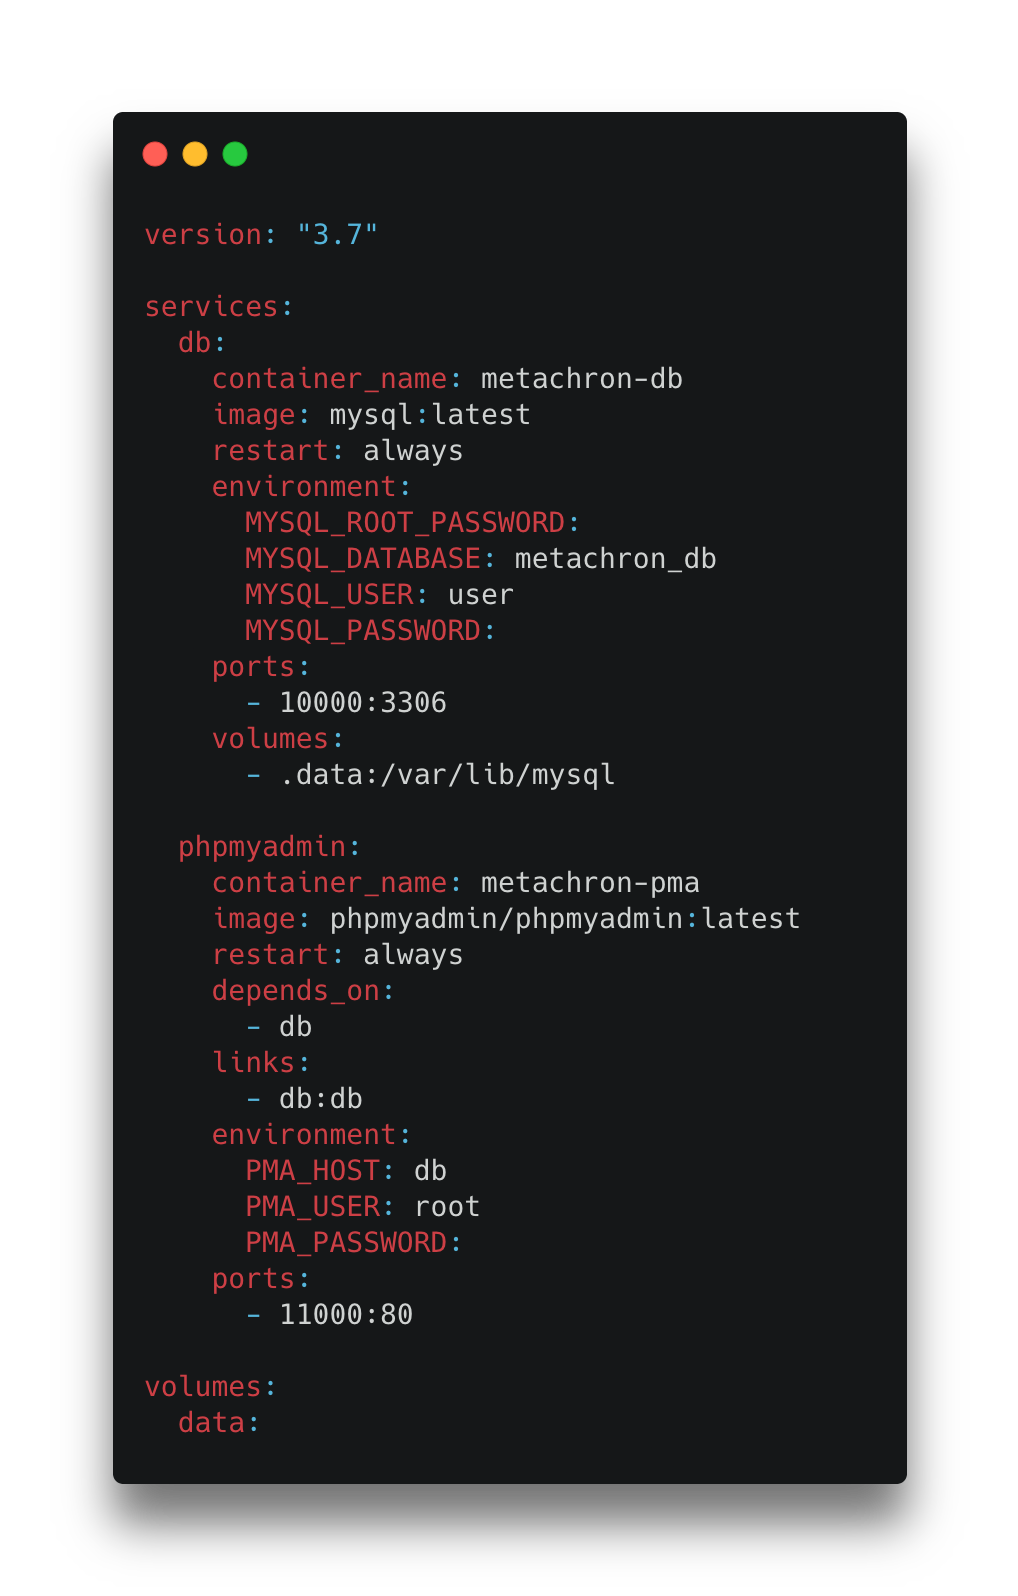 version: "3.7"

services:
  db:
    container_name: metachron-db
    image: mysql:latest
    restart: always
    environment:
      MYSQL_ROOT_PASSWORD:
      MYSQL_DATABASE: metachron_db
      MYSQL_USER: user
      MYSQL_PASSWORD:
    ports:
      - 10000:3306
    volumes:
      - .data:/var/lib/mysql

  phpmyadmin:
    container_name: metachron-pma
    image: phpmyadmin/phpmyadmin:latest
    restart: always
    depends_on:
      - db
    links:
      - db:db
    environment:
      PMA_HOST: db
      PMA_USER: root
      PMA_PASSWORD:
    ports:
      - 11000:80

volumes:
  data: